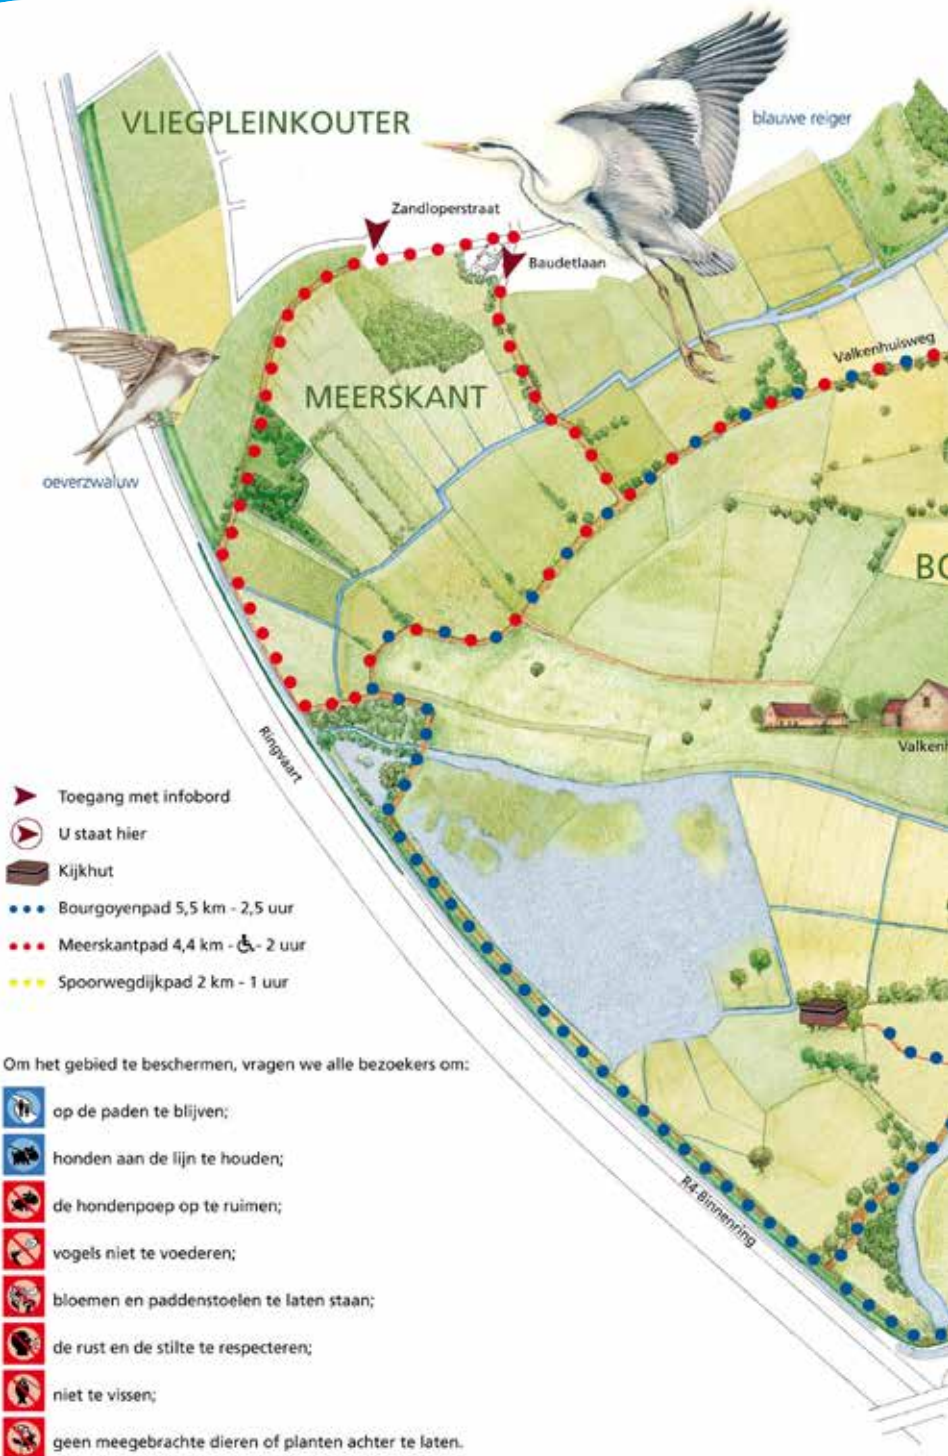 VLIEGPLEINKOUTER
blauwe reiger
Zandloperstraat
Baudetlaan
Valkenhuisweg
MEERSKANT
oeverzwaluw
BO
Valkenh
Ringvaart
Toegang met infobord
U staat hier
Kijkhut
Bourgoyenpad 5,5 km - 2,5 uur
Meerskantpad 4,4 km - ♿ - 2 uur
Spoorwegdijkpad 2 km - 1 uur
Om het gebied te beschermen, vragen we alle bezoekers om:
op de paden te blijven;
honden aan de lijn te houden;
de hondenpoep op te ruimen;
R4-Binnenring
vogels niet te voederen;
bloemen en paddenstoelen te laten staan;
de rust en de stilte te respecteren;
niet te vissen;
geen meegebrachte dieren of planten achter te laten.